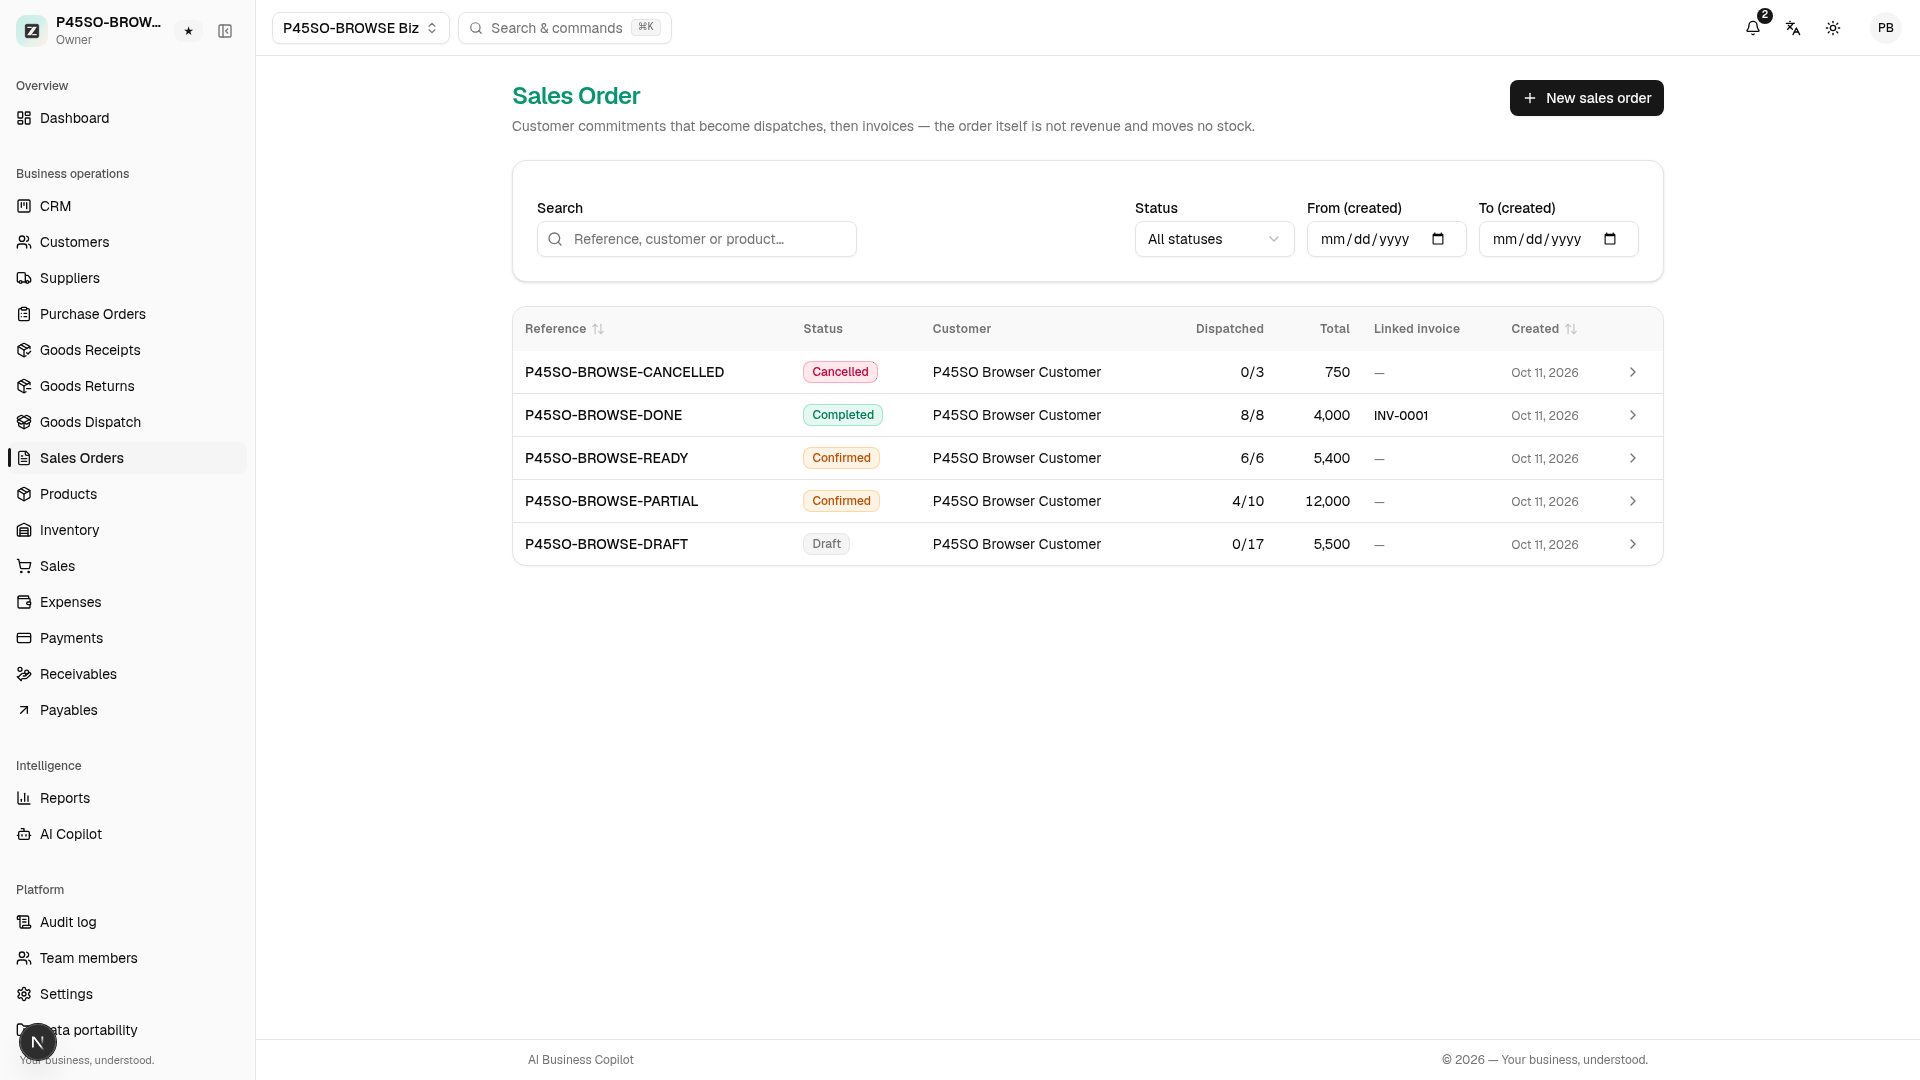 P45SO-BROW...
Owner
P45SO-BROWSE Biz
Search & commands ⌘K
2
PB
Overview
Dashboard
Business operations
CRM
Customers
Suppliers
Purchase Orders
Goods Receipts
Goods Returns
Goods Dispatch
Sales Orders
Products
Inventory
Sales
Expenses
Payments
Receivables
Payables
Intelligence
Reports
AI Copilot
Platform
Audit log
Team members
Settings
ata portability
N
Your business, understood.
Sales Order
New sales order
Customer commitments that become dispatches, then invoices — the order itself is not revenue and moves no stock.
Search
Reference, customer or product...
Status
All statuses
From (created)
mm/dd/yyyy
To (created)
mm/dd/yyyy
Reference Status Customer Dispatched Total Linked invoice Created
P45SO-BROWSE-CANCELLED Cancelled P45SO Browser Customer 0/3 750 — Oct 11, 2026
P45SO-BROWSE-DONE Completed P45SO Browser Customer 8/8 4,000 INV-0001 Oct 11, 2026
P45SO-BROWSE-READY Confirmed P45SO Browser Customer 6/6 5,400 — Oct 11, 2026
P45SO-BROWSE-PARTIAL Confirmed P45SO Browser Customer 4/10 12,000 — Oct 11, 2026
P45SO-BROWSE-DRAFT Draft P45SO Browser Customer 0/17 5,500 — Oct 11, 2026
AI Business Copilot
© 2026 — Your business, understood.